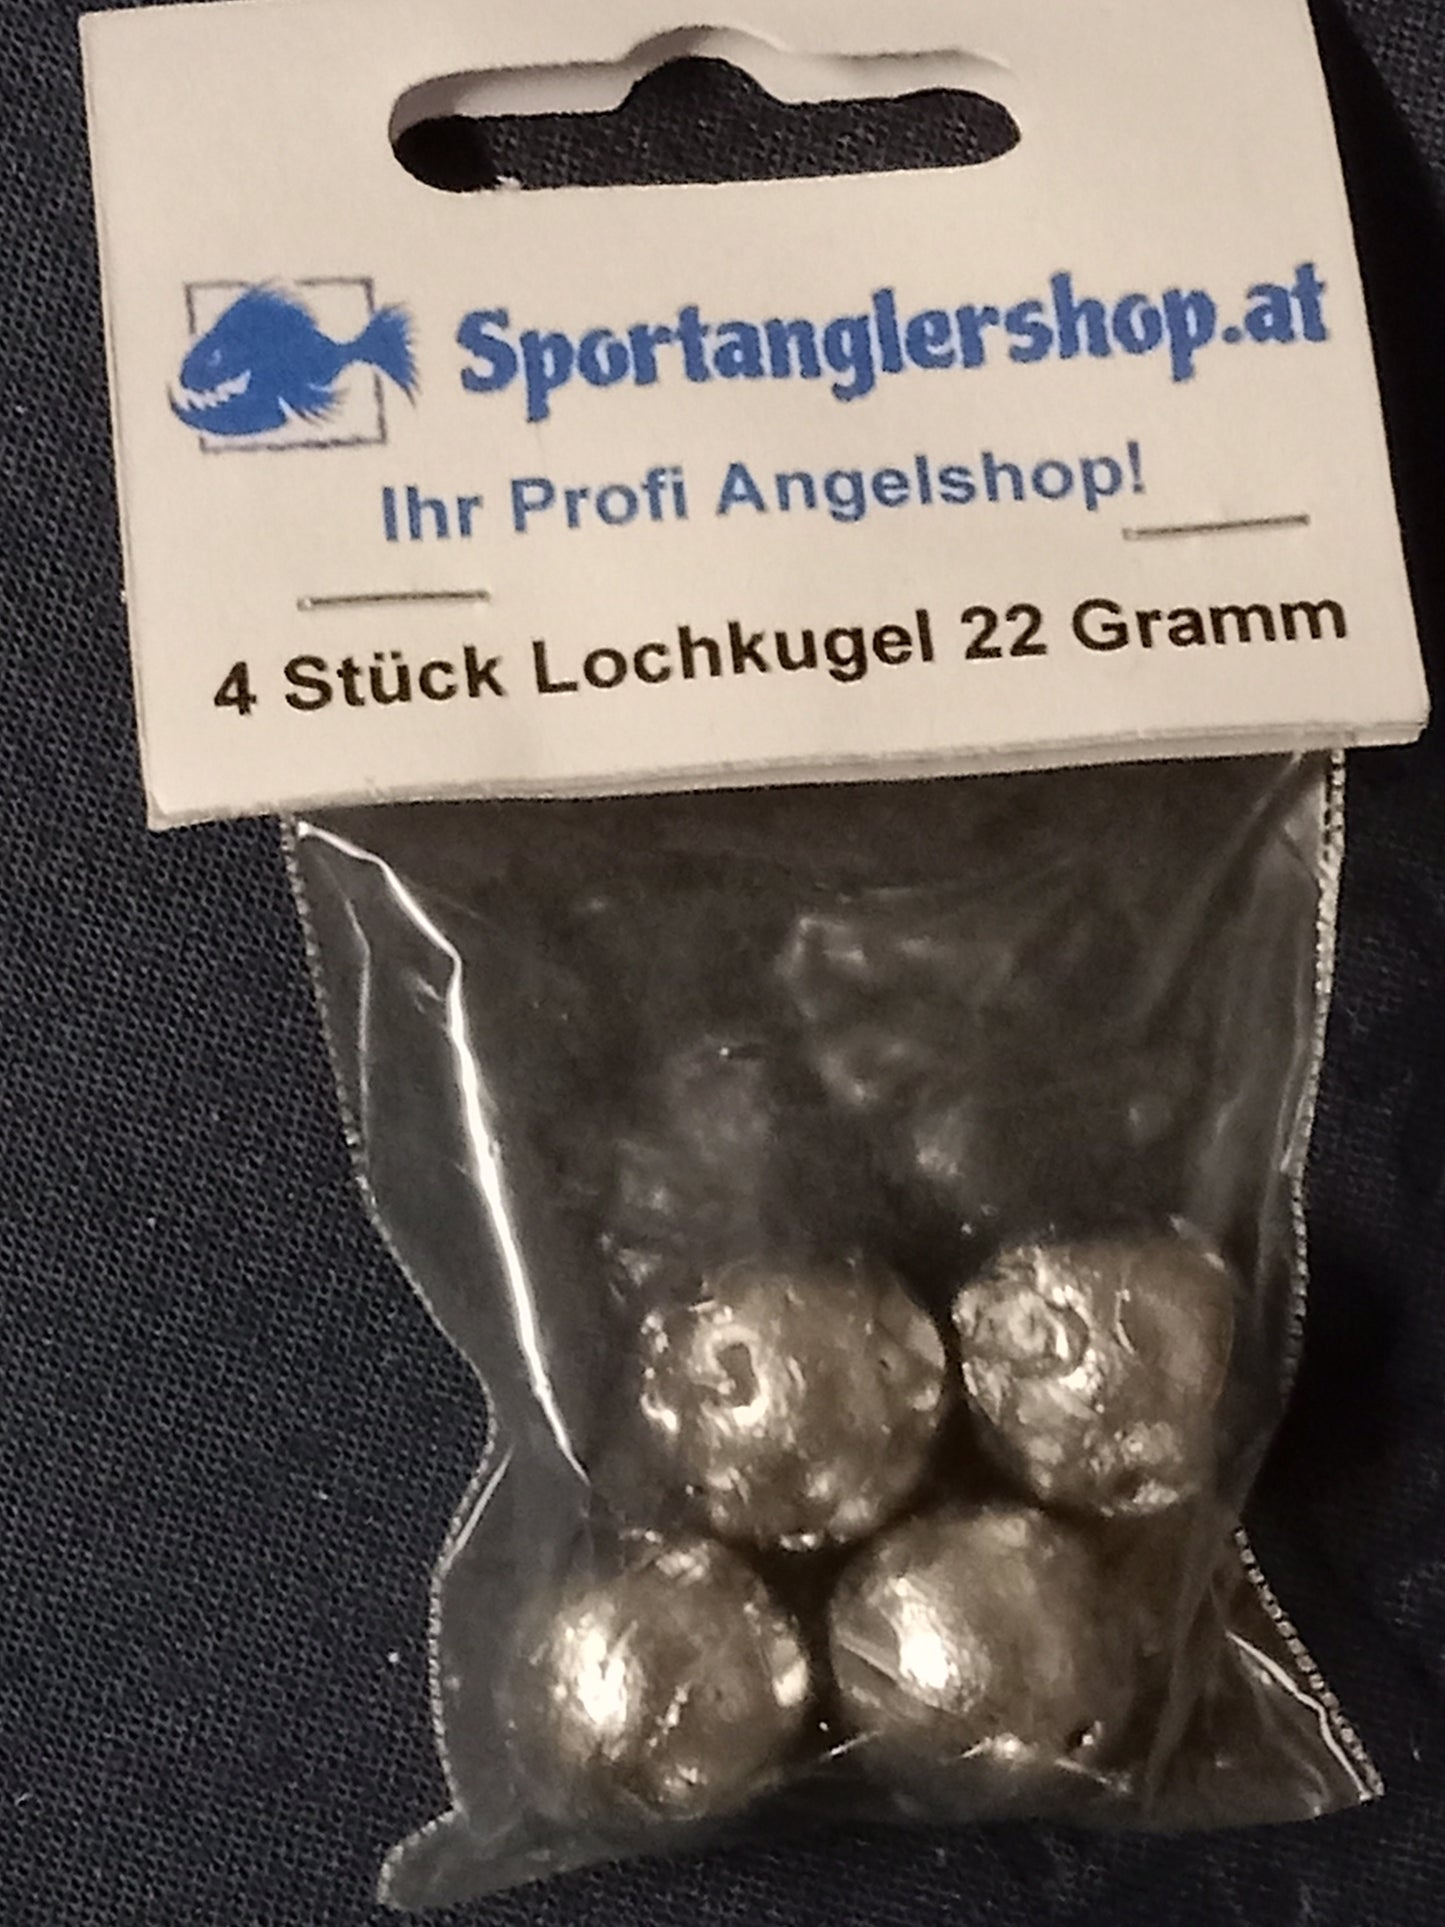 Sportanglershop.at
Ihr Profi Angelshop!
4 Stück Lochkugel 22 Gramm